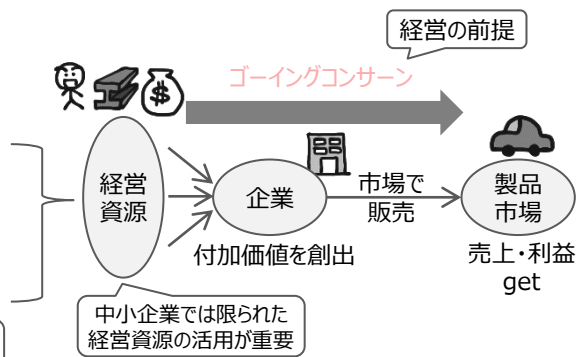 経営の前提
ゴーイングコンサーン
$
経営
資源
企業
市場で
販売
製品
市場
付加価値を創出
売上・利益
get
中小企業では限られた
経営資源の活用が重要